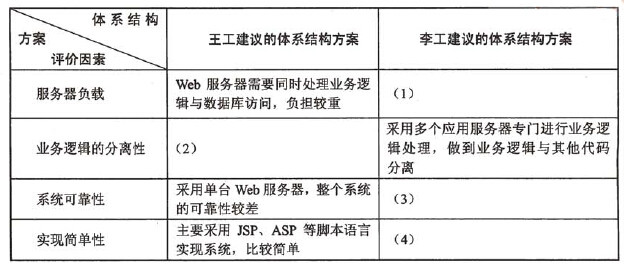 体系结构
方案
评价因素
王工建议的体系结构方案
李工建议的体系结构方案
服务器负载
Web 服务器需要同时处理业务逻
辑与数据库访问，负担较重
（1）
业务逻辑的分离性
（2）
采用多个应用服务器专门进行业务逻
辑处理，做到业务逻辑与其他代码
分离
系统可靠性
采用单台 Web 服务器，整个系统
的可靠性较差
（3）
实现简单性
主要采用 JSP、ASP 等脚本语言
实现系统，比较简单
（4）